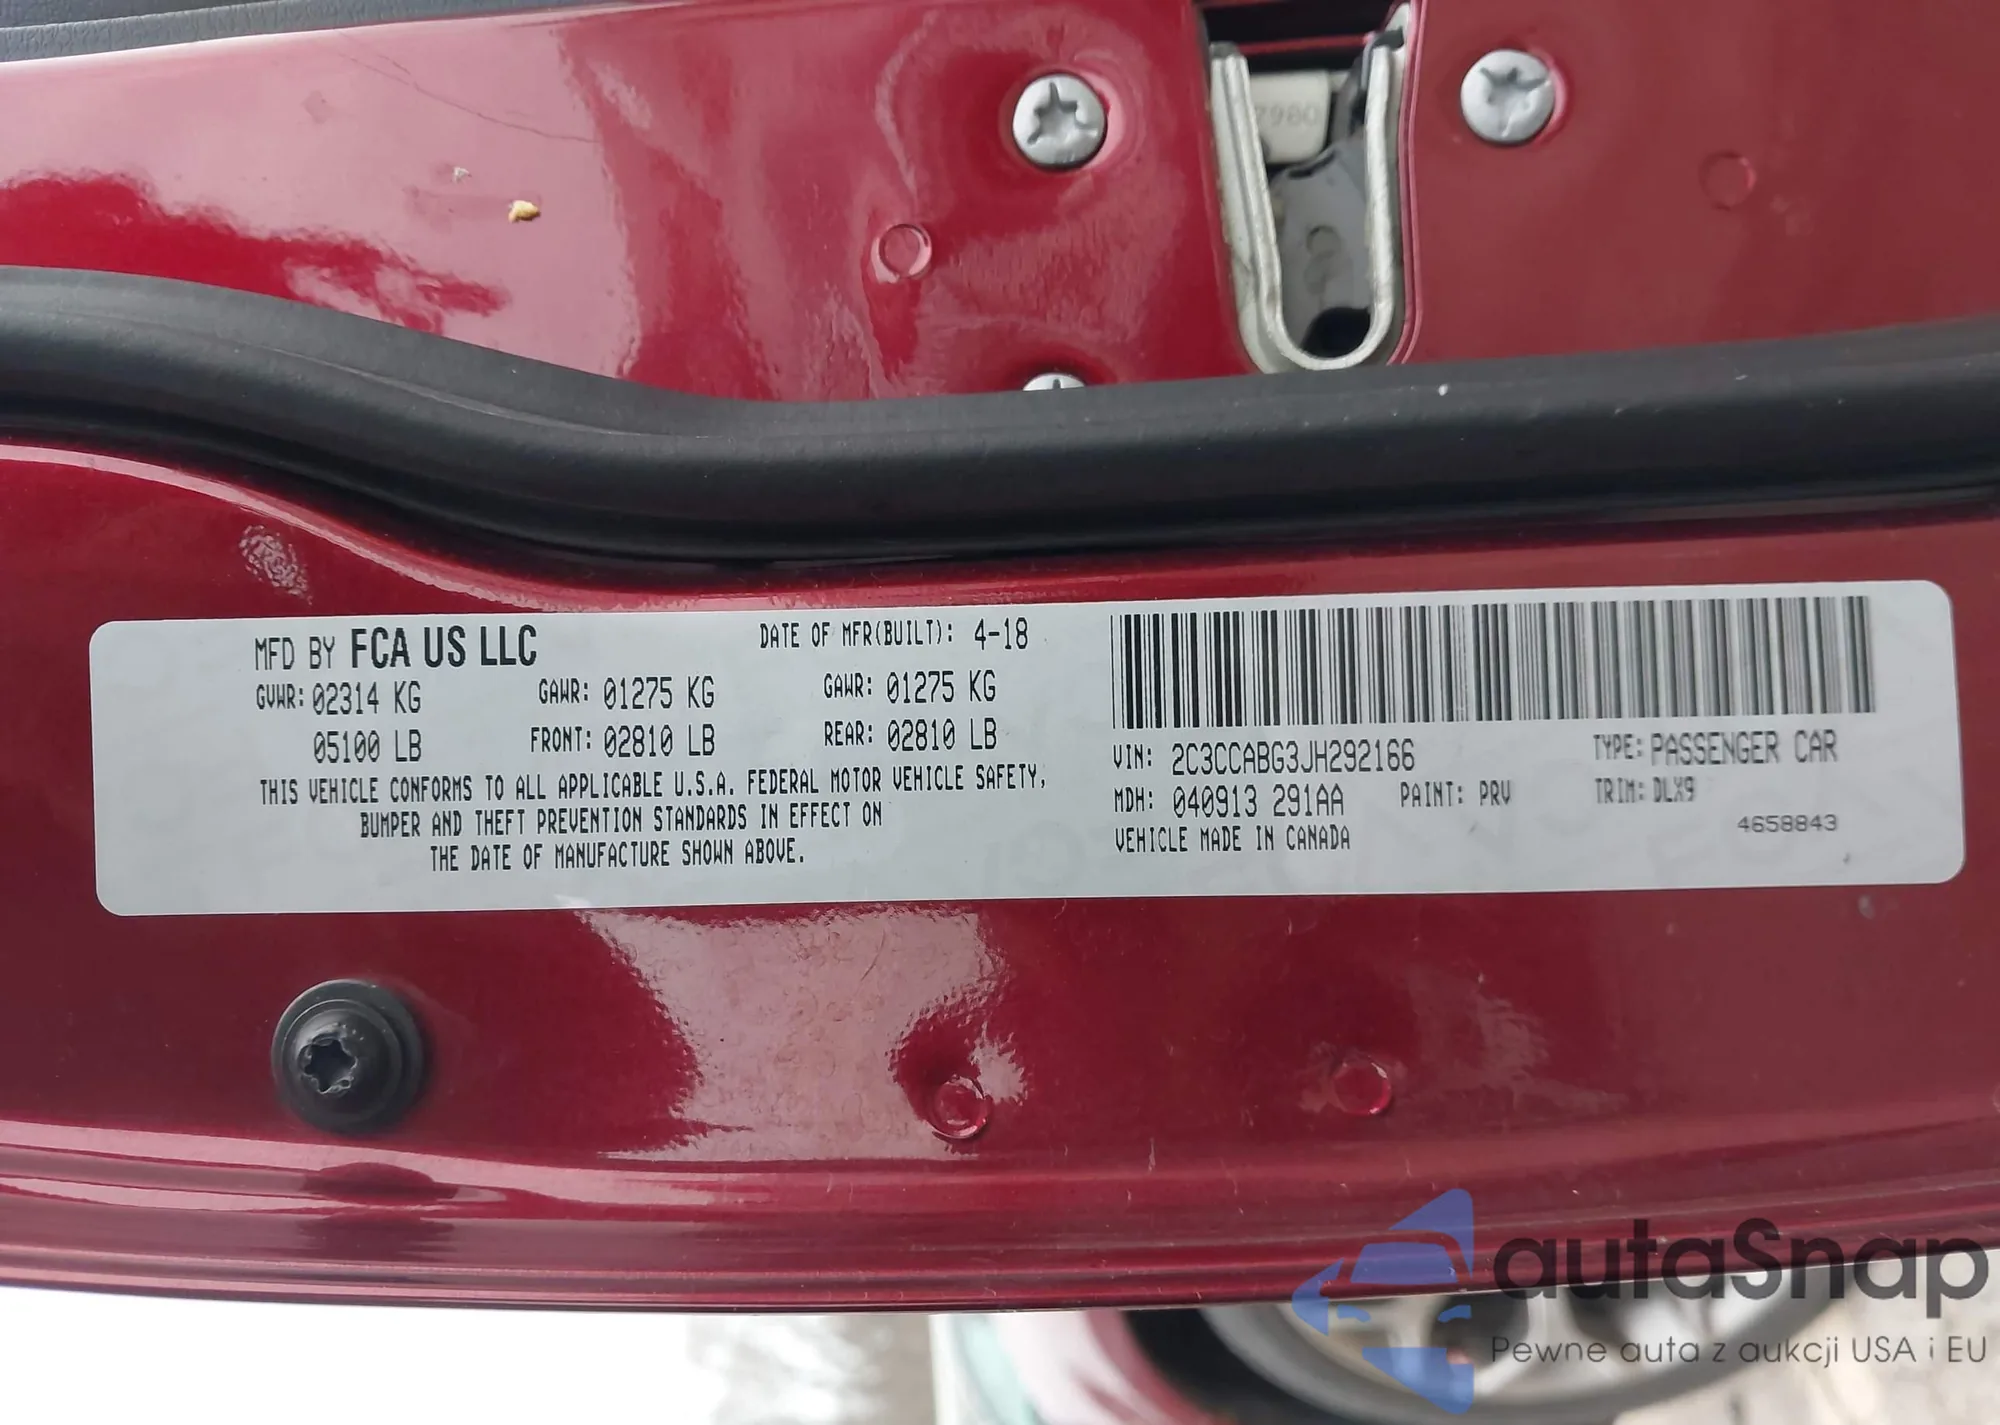 7980
MFD BY FCA US LLC
DATE OF MFR(BUILT): 4-18
GVWR: 02314 KG GAWR: 01275 KG GAWR: 01275 KG
05100 LB FRONT: 02810 LB REAR: 02810 LB
THIS VEHICLE CONFORMS TO ALL APPLICABLE U.S.A. FEDERAL MOTOR VEHICLE SAFETY,
BUMPER AND THEFT PREVENTION STANDARDS IN EFFECT ON
THE DATE OF MANUFACTURE SHOWN ABOVE.
VIN: 2C3CCABG3JH292166 TYPE: PASSENGER CAR
MDH: 040913 291AA PAINT: PRV TRIM: DLX9
VEHICLE MADE IN CANADA 4658843
autaSnap
Pewne auta z aukcji USA i EU